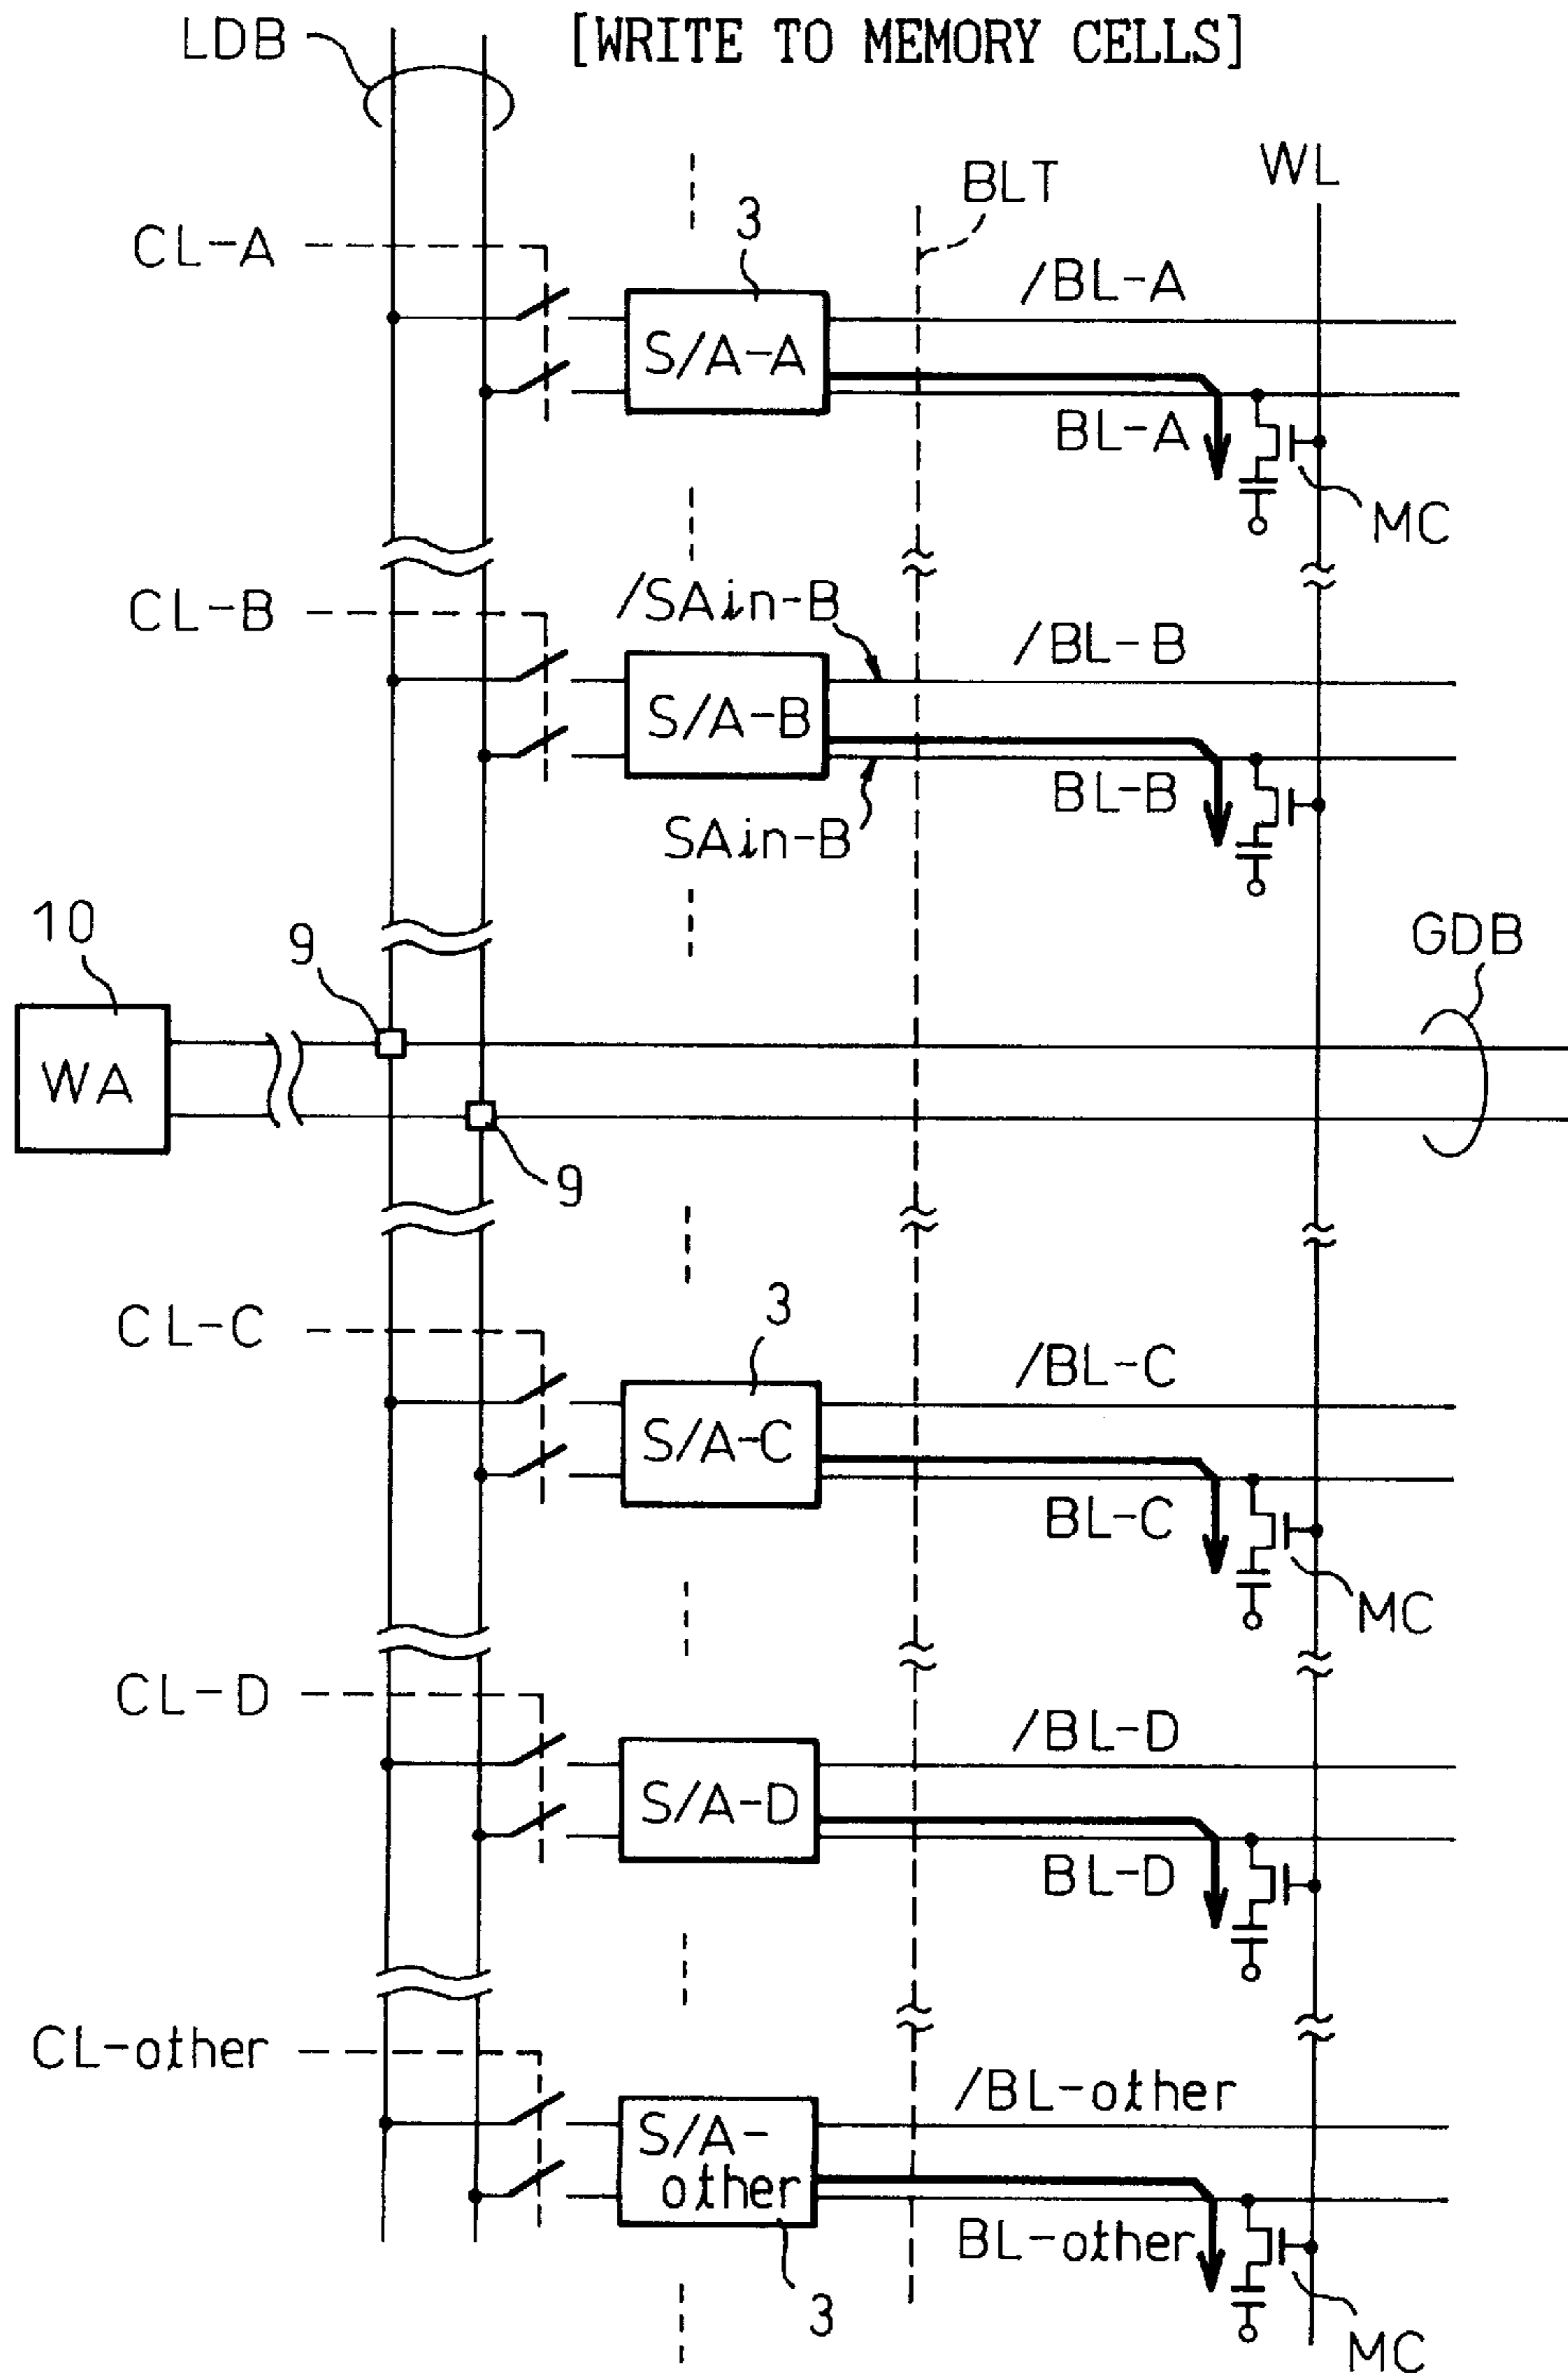 LDB
[WRITE TO MEMORY CELLS]
WL
BLT
3
CL-A
/BL-A
S/A-A
BL-A
MC
CL-B
/SAin-B
/BL-B
S/A-B
BL-B
SAin-B
10
9
GDB
WA
9
3
CL-C
/BL-C
S/A-C
BL-C
MC
CL-D
/BL-D
S/A-D
BL-D
CL-other
/BL-other
S/A-
other
BL-other
3
MC